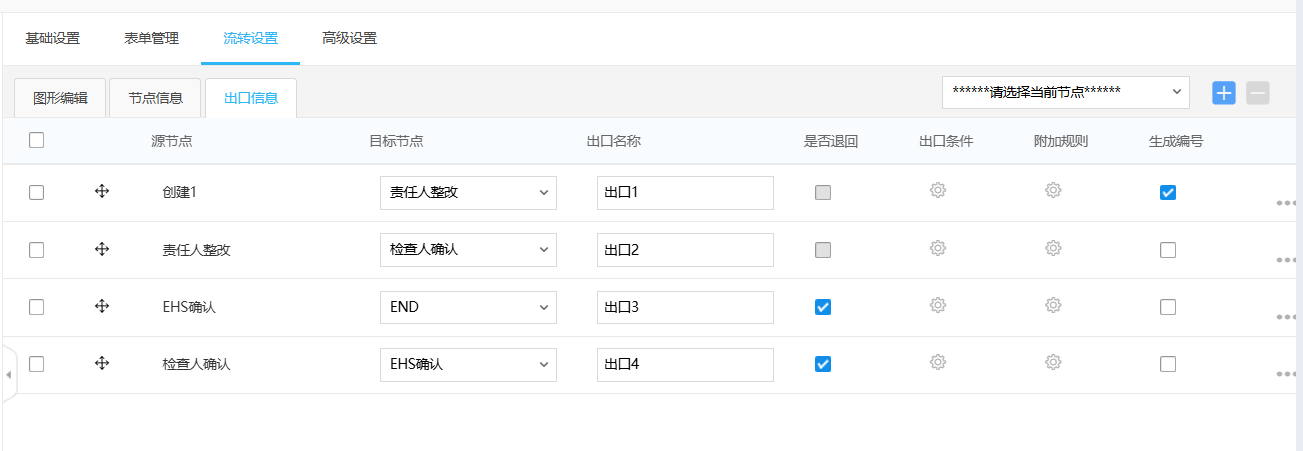 基础设置 表单管理 流转设置 高级设置
图形编辑 节点信息 出口信息 ******请选择当前节点******
源节点 目标节点 出口名称 是否退回 出口条件 附加规则 生成编号
创建1 责任人整改 出口1
责任人整改 检查人确认 出口2
EHS确认 END 出口3
检查人确认 EHS确认 出口4